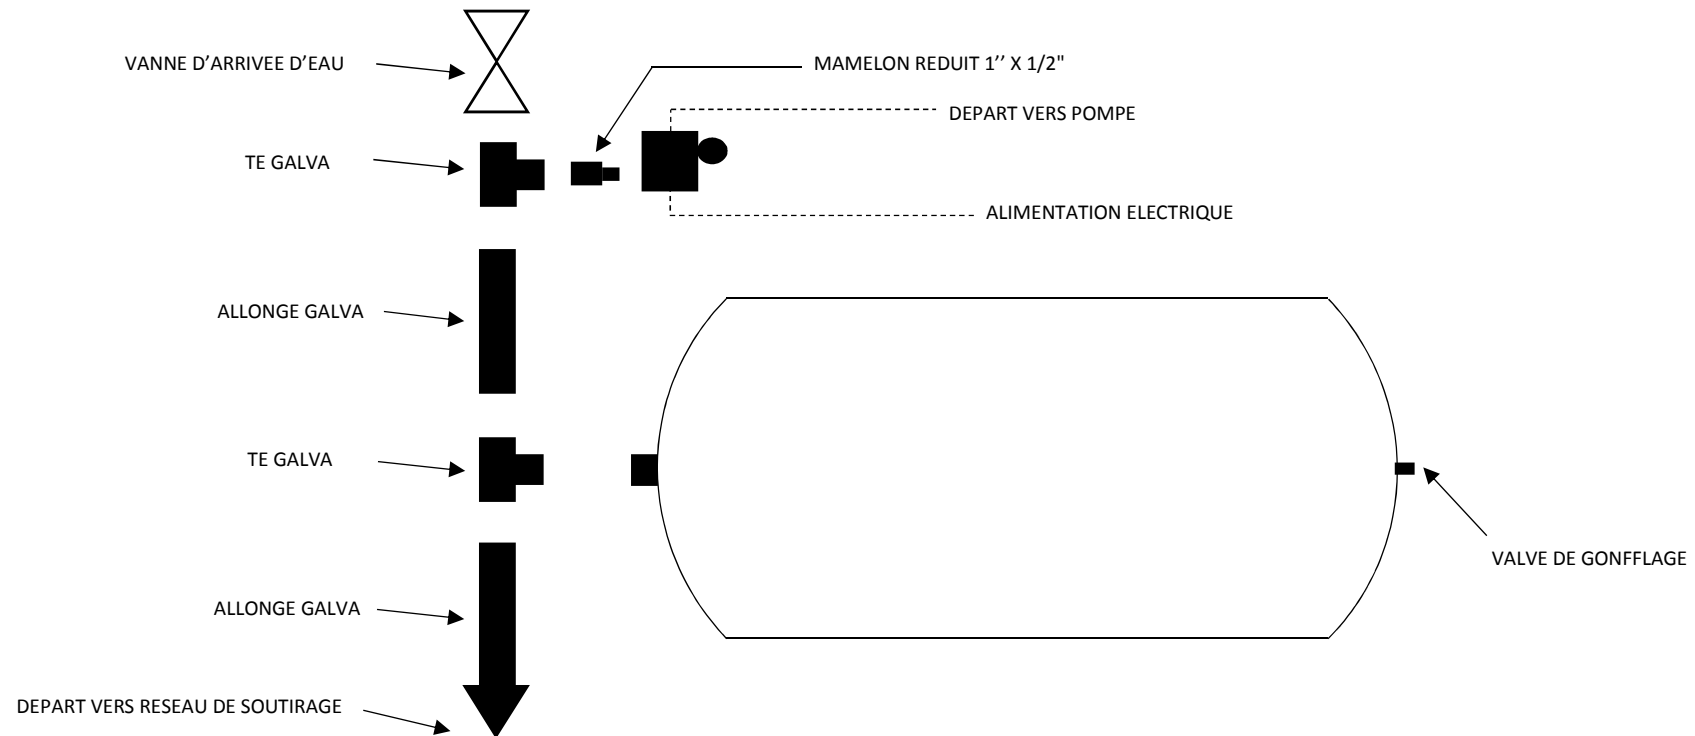 VANNE D'ARRIVEE D'EAU
MAMELON REDUIT 1’’ X 1/2"
DEPART VERS POMPE
TE GALVA
ALIMENTATION ELECTRIQUE
ALLONGE GALVA
TE GALVA
VALVE DE GONFFLAGE
ALLONGE GALVA
DEPART VERS RESEAU DE SOUTIRAGE